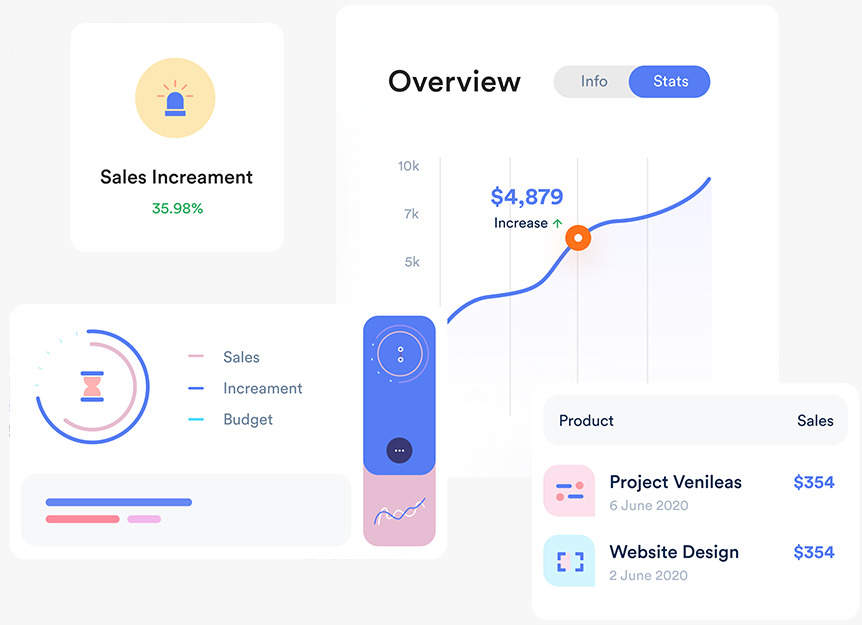 Sales Increament
35.98%
Overview
Info
Stats
10k
7k
5k
$4,879
Increase ↑
Sales
Increament
Budget
Product
Sales
Project Venileas
$354
6 June 2020
Website Design
$354
2 June 2020